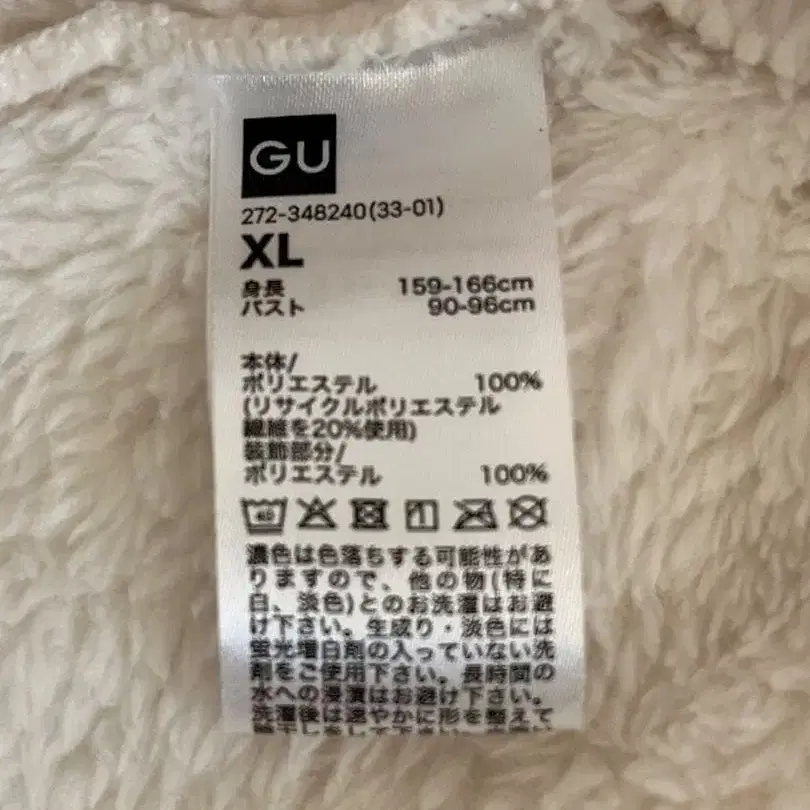 GU
272-348240(33-01)
XL
身長 159-166cm
バスト 90-96cm
本体/
ポリエステル 100%
(リサイクルポリエステル
繊維を20%使用)
装飾部分/
ポリエステル 100%
40
濃色は色落ちする可能性があ
りますので、他の物(特に
白、淡色)とのお洗濯はお避
け下さい。生成り・淡色には
蛍光増白剤の入っていない洗
剤をご使用下さい。長時間の
水への浸漬はお避け下さい。
洗濯後は速やかに形を整えて